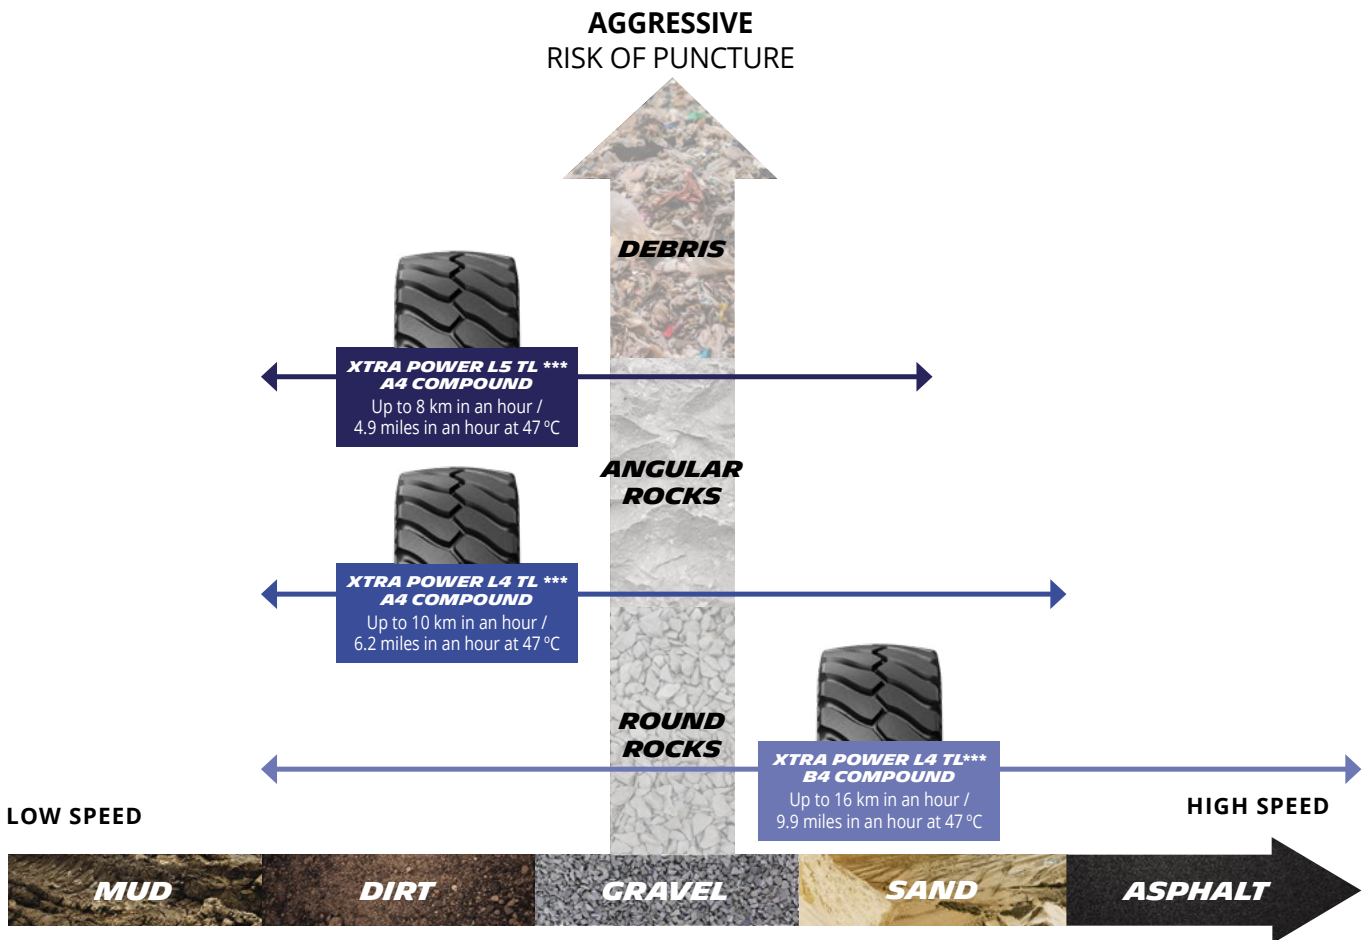 AGGRESSIVE
RISK OF PUNCTURE
DEBRIS
XTRA POWER L5 TL ***
A4 COMPOUND
Up to 8 km in an hour /
4.9 miles in an hour at 47 ºC
ANGULAR
ROCKS
XTRA POWER L4 TL ***
A4 COMPOUND
Up to 10 km in an hour /
6.2 miles in an hour at 47 ºC
ROUND
ROCKS
XTRA POWER L4 TL***
B4 COMPOUND
Up to 16 km in an hour /
9.9 miles in an hour at 47 ºC
LOW SPEED
HIGH SPEED
MUD
DIRT
GRAVEL
SAND
ASPHALT